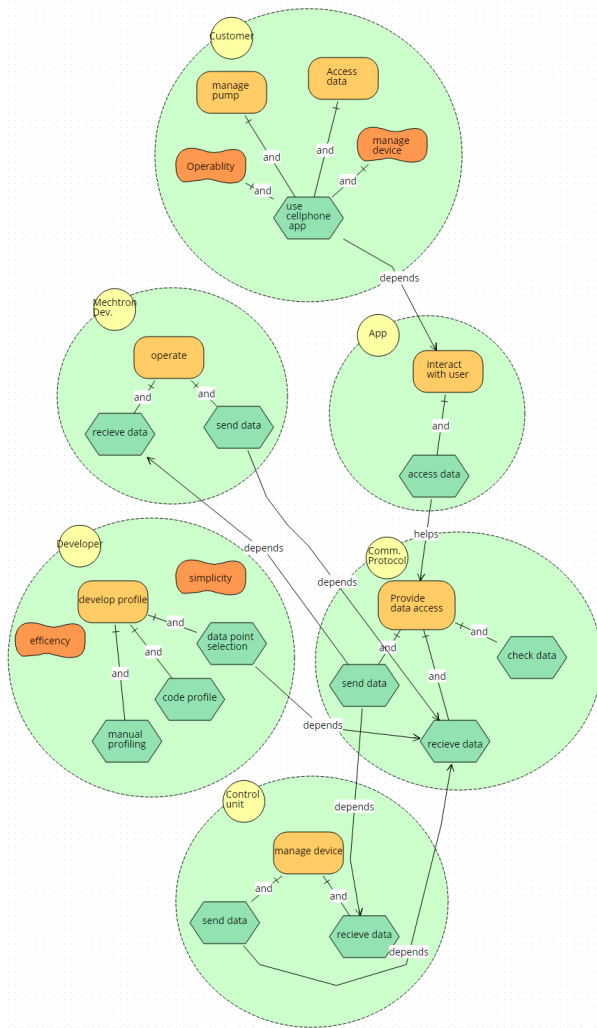 Customer
manage
pump
Access
data
manage
device
Operablity
and
and
and
and
use
cellphone
app
depends
Mechtron
Dev.
App
operate
interact
with user
and
and
and
recieve data
send data
access data
helps
Developer
depends
Comm.
Protocol
simplicity
depends
develop profile
Provide
data access
efficency
and
data point
selection
and
and
and
and
and
check data
send data
code profile
manual
profiling
depends
recieve data
Control
unit
depends
manage device
and
and
send data
recieve data
depends